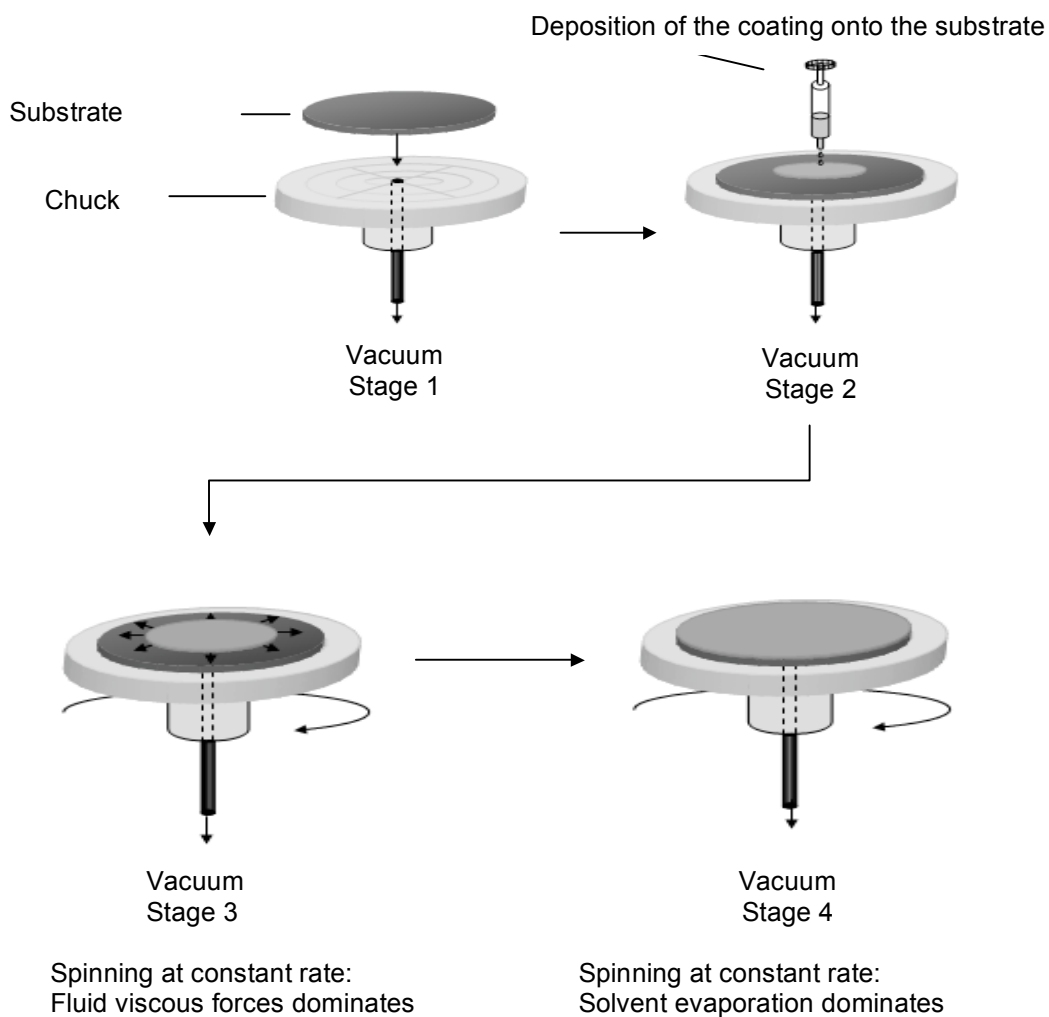 Deposition of the coating onto the substrate
Substrate
Chuck
Vacuum
Stage 1
Vacuum
Stage 2
Vacuum
Stage 3
Vacuum
Stage 4
Spinning at constant rate:
Fluid viscous forces dominates
Spinning at constant rate:
Solvent evaporation dominates